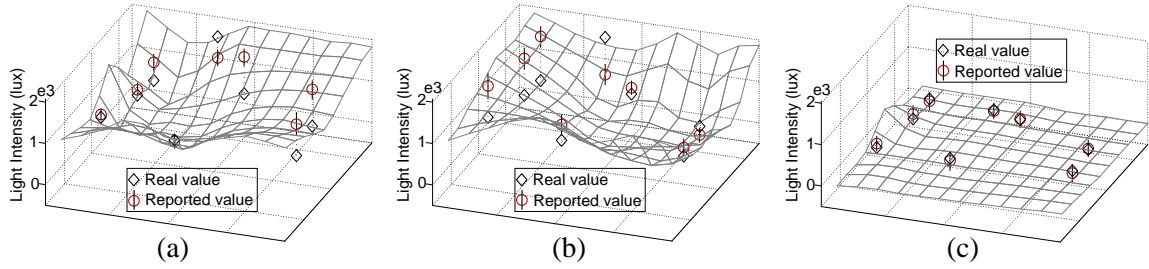 e3
2
1
0
Light Intensity (lux)
Real value
Reported value
(a)
e3
2
1
0
Light Intensity (lux)
Real value
Reported value
(b)
e3
2
1
0
Light Intensity (lux)
Real value
Reported value
(c)